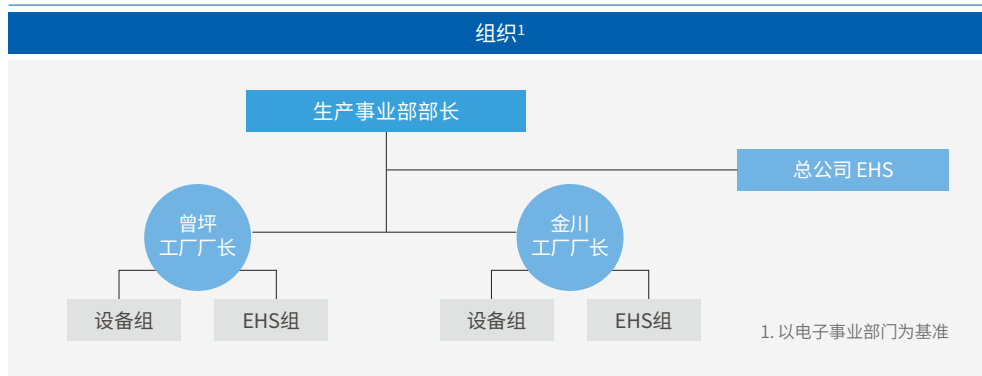 组织1
生产事业部部长
总公司 EHS
曾坪
工厂厂长
金川
工厂厂长
设备组
EHS组
设备组
EHS组
1. 以电子事业部门为基准